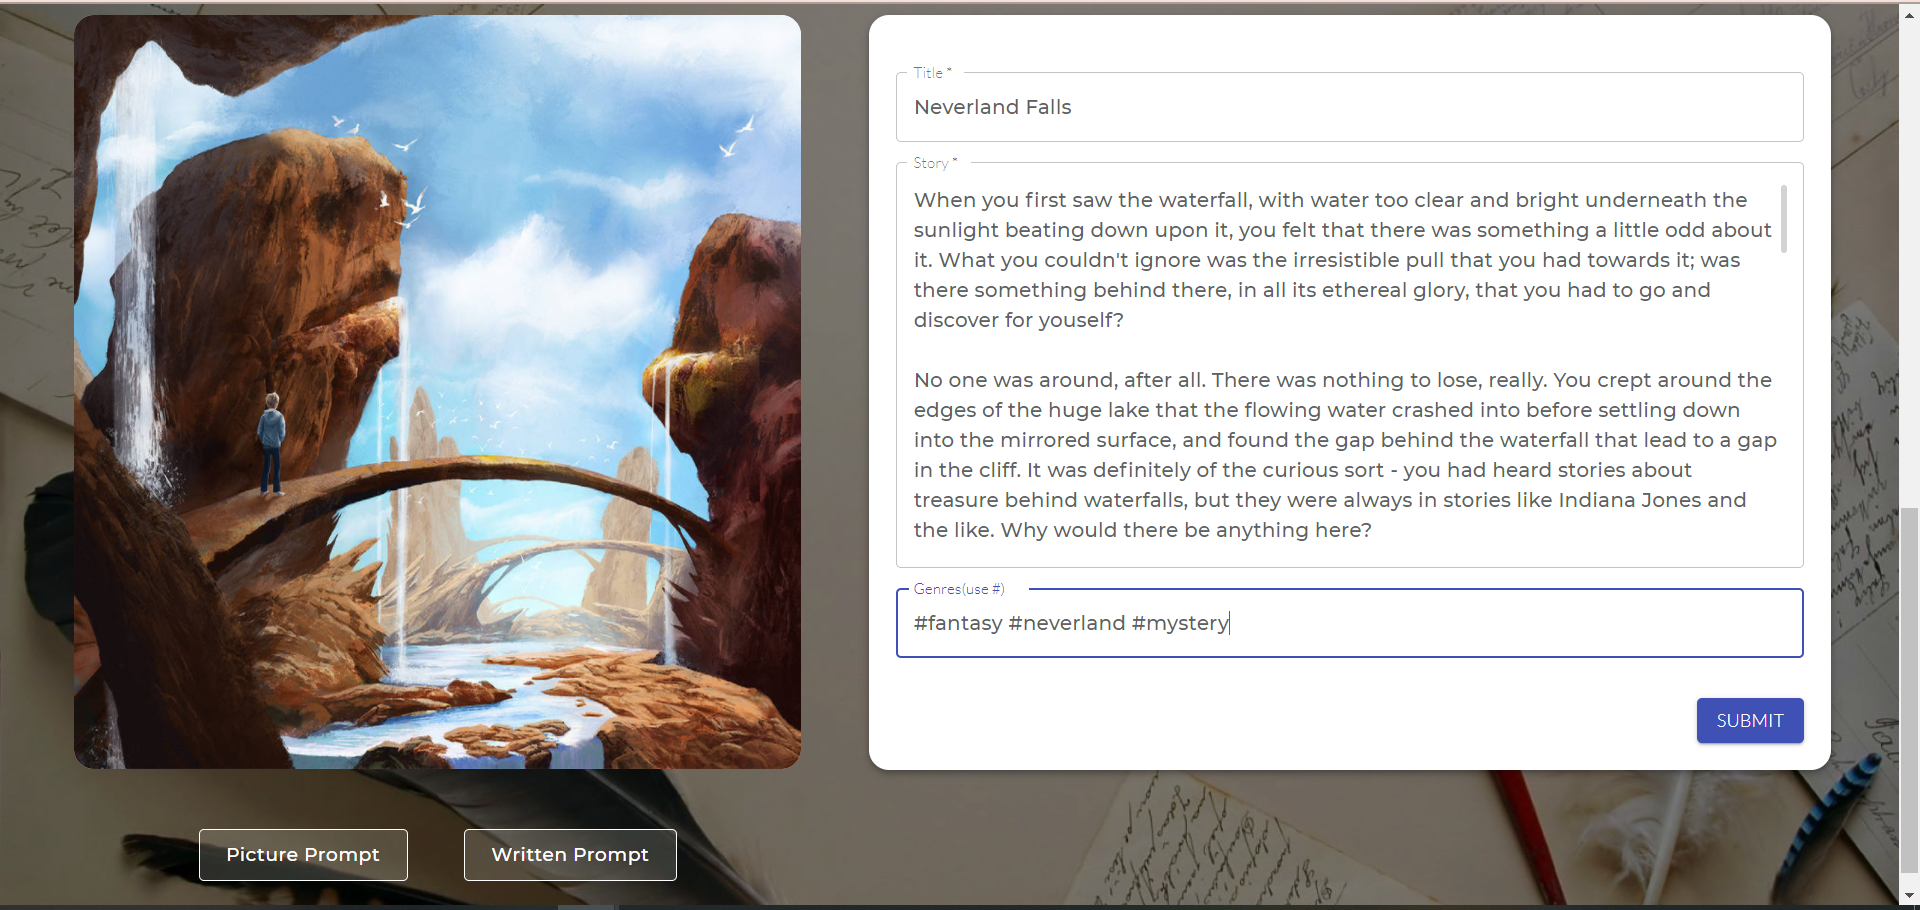 Title *
Neverland Falls
Story *
When you first saw the waterfall, with water too clear and bright underneath the
sunlight beating down upon it, you felt that there was something a little odd about
it. What you couldn't ignore was the irresistible pull that you had towards it; was
there something behind there, in all its ethereal glory, that you had to go and
discover for youself?
No one was around, after all. There was nothing to lose, really. You crept around the
edges of the huge lake that the flowing water crashed into before settling down
into the mirrored surface, and found the gap behind the waterfall that lead to a gap
in the cliff. It was definitely of the curious sort - you had heard stories about
treasure behind waterfalls, but they were always in stories like Indiana Jones and
the like. Why would there be anything here?
Genres(use #)
#fantasy #neverland #mystery
SUBMIT
Picture Prompt
Written Prompt